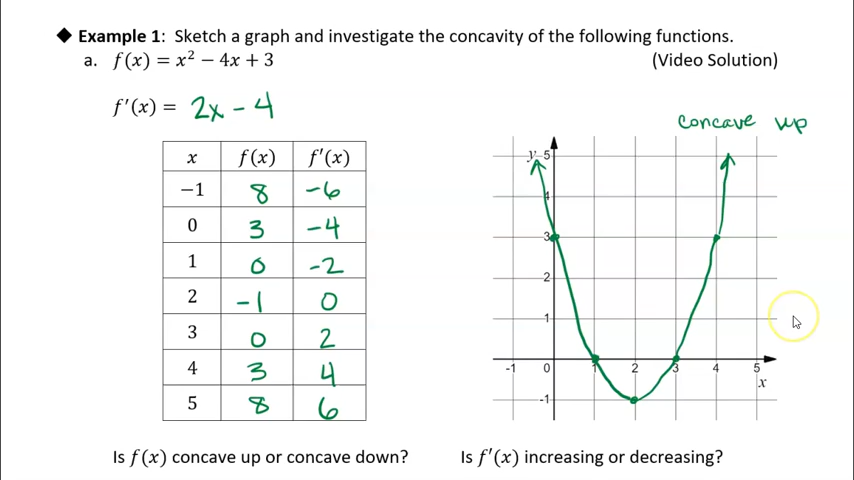 ◆ Example 1: Sketch a graph and investigate the concavity of the following functions.
a. f(x) = x² − 4x + 3 (Video Solution)
f′(x) = 2x − 4
concave up
x f(x) f′(x)
−1 8 −6
0 3 −4
1 0 −2
2 −1 0
3 0 2
4 3 4
5 8 6
y 5
4
3
2
1
-1 0 1 2 3 4 5
x
-1
Is f(x) concave up or concave down? Is f′(x) increasing or decreasing?